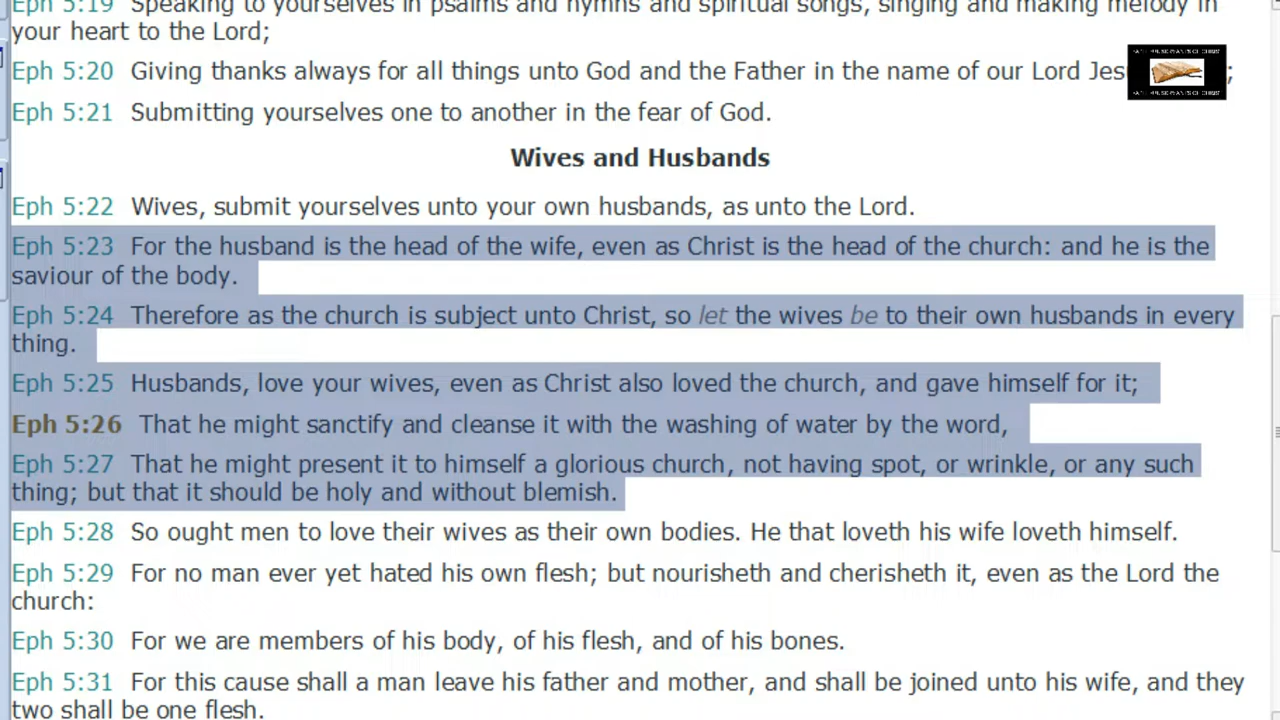 Eph 5:19 Speaking to yourselves in psalms and hymns and spiritual songs, singing and making melody in
your heart to the Lord;
Eph 5:20 Giving thanks always for all things unto God and the Father in the name of our Lord Jes ;
Eph 5:21 Submitting yourselves one to another in the fear of God.
Wives and Husbands
Eph 5:22 Wives, submit yourselves unto your own husbands, as unto the Lord.
Eph 5:23 For the husband is the head of the wife, even as Christ is the head of the church: and he is the
saviour of the body.
Eph 5:24 Therefore as the church is subject unto Christ, so let the wives be to their own husbands in every
thing.
Eph 5:25 Husbands, love your wives, even as Christ also loved the church, and gave himself for it;
Eph 5:26 That he might sanctify and cleanse it with the washing of water by the word,
Eph 5:27 That he might present it to himself a glorious church, not having spot, or wrinkle, or any such
thing; but that it should be holy and without blemish.
Eph 5:28 So ought men to love their wives as their own bodies. He that loveth his wife loveth himself.
Eph 5:29 For no man ever yet hated his own flesh; but nourisheth and cherisheth it, even as the Lord the
church:
Eph 5:30 For we are members of his body, of his flesh, and of his bones.
Eph 5:31 For this cause shall a man leave his father and mother, and shall be joined unto his wife, and they
two shall be one flesh.